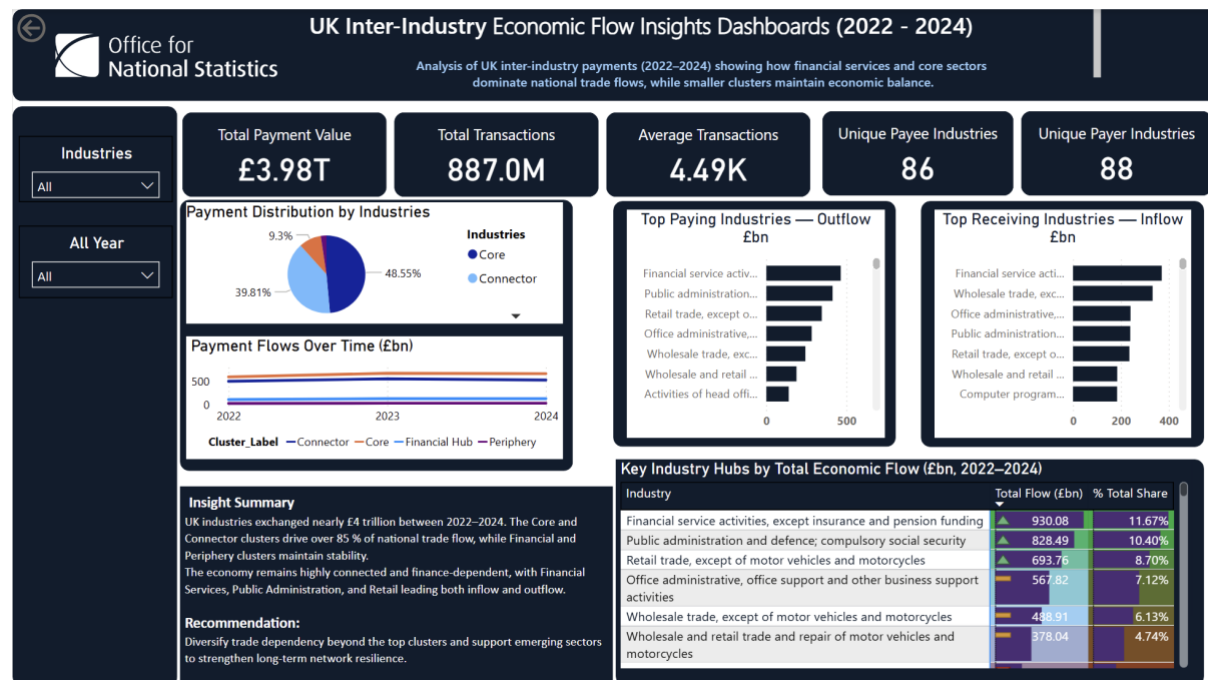 UK Inter-Industry Economic Flow Insights Dashboards (2022 - 2024)
Office for
National Statistics
Analysis of UK inter-industry payments (2022–2024) showing how financial services and core sectors
dominate national trade flows, while smaller clusters maintain economic balance.
Industries
All
All Year
All
Total Payment Value
£3.98T
Total Transactions
887.0M
Average Transactions
4.49K
Unique Payee Industries
86
Unique Payer Industries
88
Payment Distribution by Industries
9.3%
39.81%
48.55%
Industries
Core
Connector
Payment Flows Over Time (£bn)
500
0
2022
2023
2024
Cluster_Label
Connector
Core
Financial Hub
Periphery
Top Paying Industries — Outflow
£bn
Financial service activ...
Public administration...
Retail trade, except o...
Office administrative,...
Wholesale trade, exc...
Wholesale and retail ...
Activities of head offi...
0
500
Top Receiving Industries — Inflow
£bn
Financial service acti...
Wholesale trade, exc...
Office administrative,...
Public administration...
Retail trade, except o...
Wholesale and retail ...
Computer program...
0
200
400
Insight Summary
UK industries exchanged nearly £4 trillion between 2022–2024. The Core and
Connector clusters drive over 85 % of national trade flow, while Financial and
Periphery clusters maintain stability.
The economy remains highly connected and finance-dependent, with Financial
Services, Public Administration, and Retail leading both inflow and outflow.
Recommendation:
Diversify trade dependency beyond the top clusters and support emerging sectors
to strengthen long-term network resilience.
Key Industry Hubs by Total Economic Flow (£bn, 2022–2024)
Industry
Total Flow (£bn)
% Total Share
Financial service activities, except insurance and pension funding
930.08
11.67%
Public administration and defence; compulsory social security
828.49
10.40%
Retail trade, except of motor vehicles and motorcycles
693.76
8.70%
Office administrative, office support and other business support
activities
567.82
7.12%
Wholesale trade, except of motor vehicles and motorcycles
488.91
6.13%
Wholesale and retail trade and repair of motor vehicles and
motorcycles
378.04
4.74%